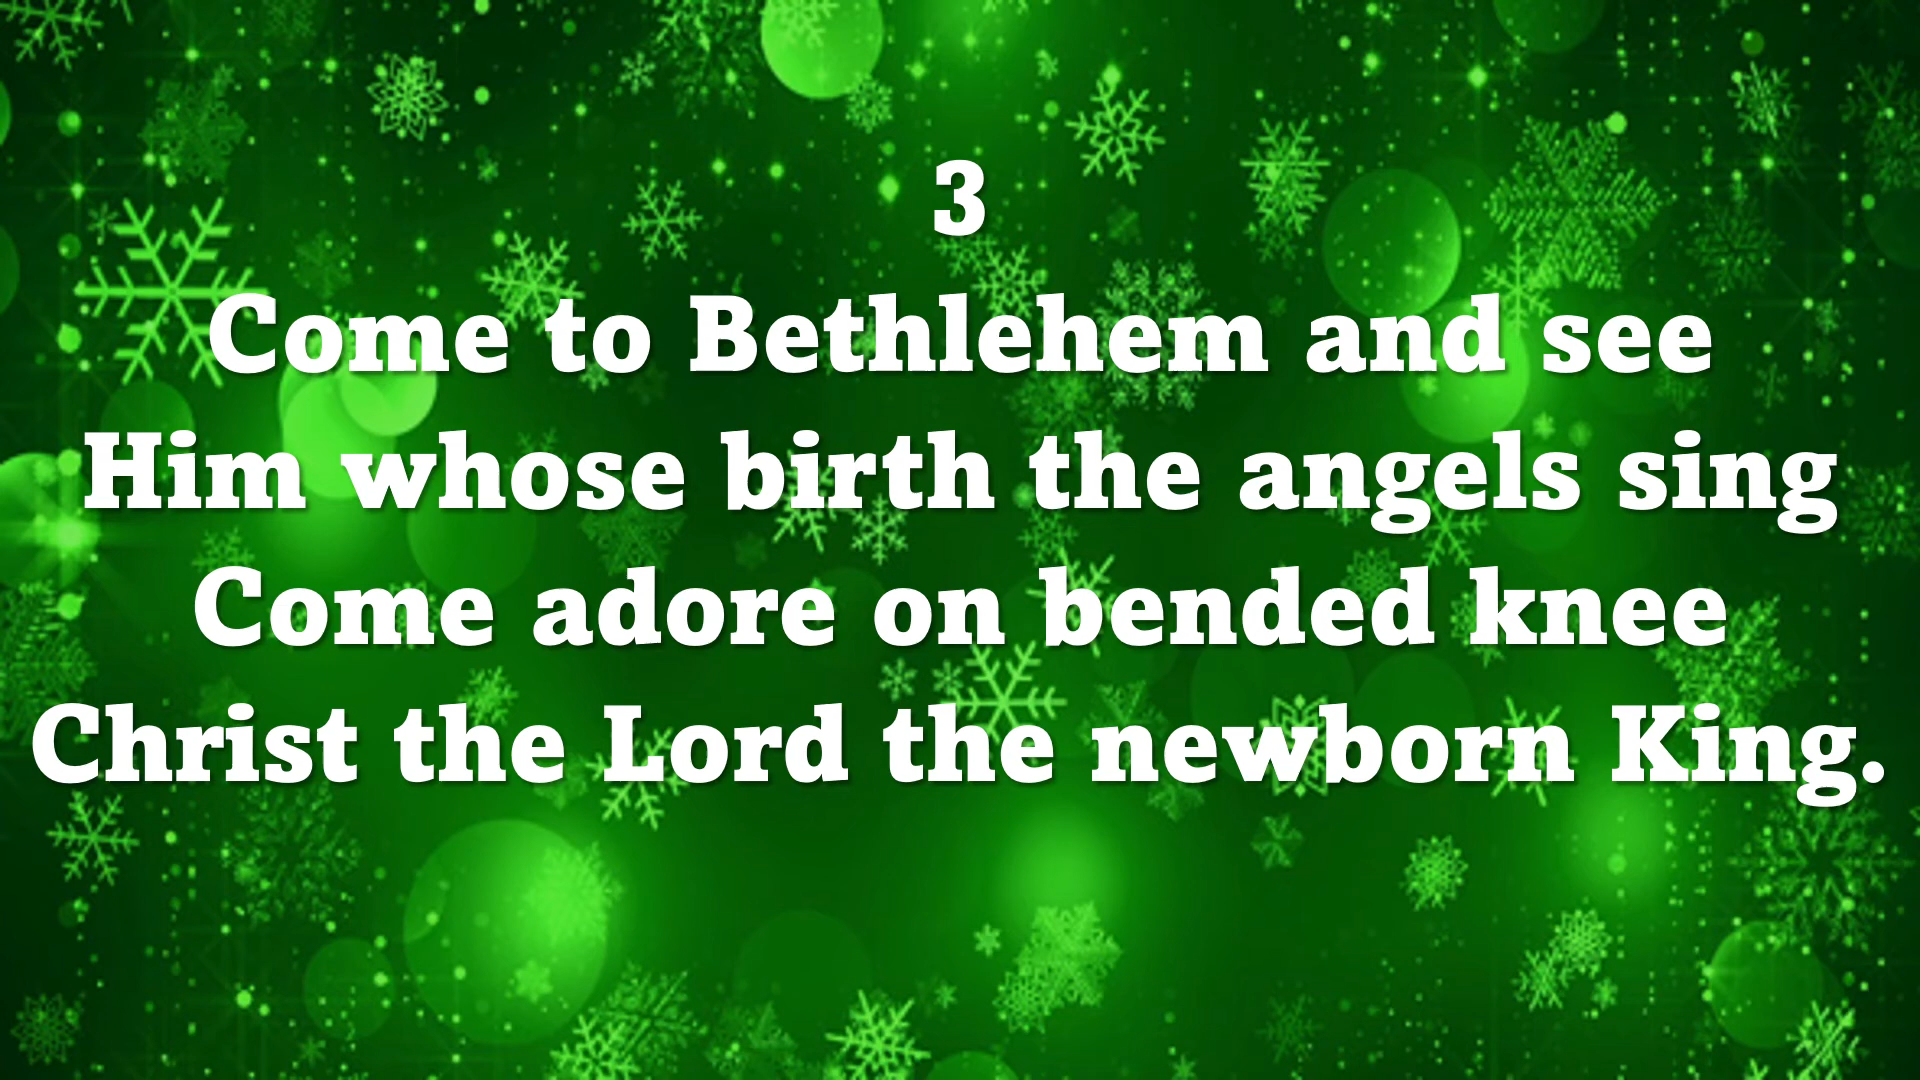 3
Come to Bethlehem and see
Him whose birth the angels sing
Come adore on bended knee
Christ the Lord the newborn King.